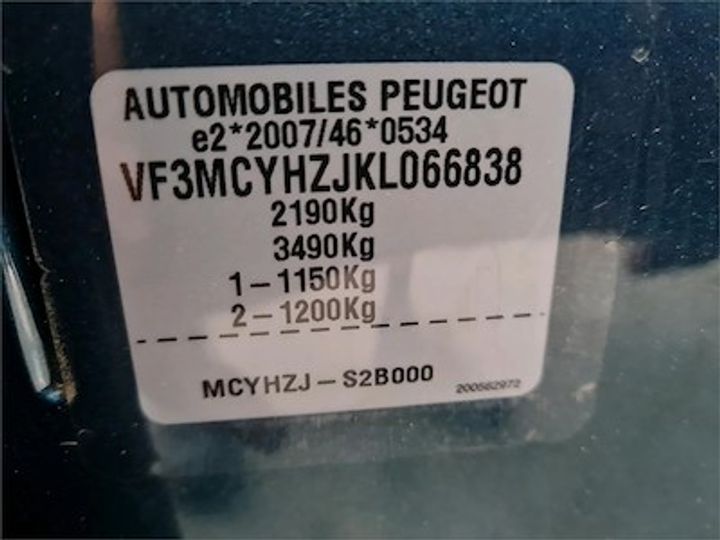 AUTOMOBILES PEUGEOT
e2*2007/46*0534
VF3MCYHZJKL066838
2190Kg
3490Kg
1-1150Kg
2-1200Kg
MCYHZJ-S2B000 200562972